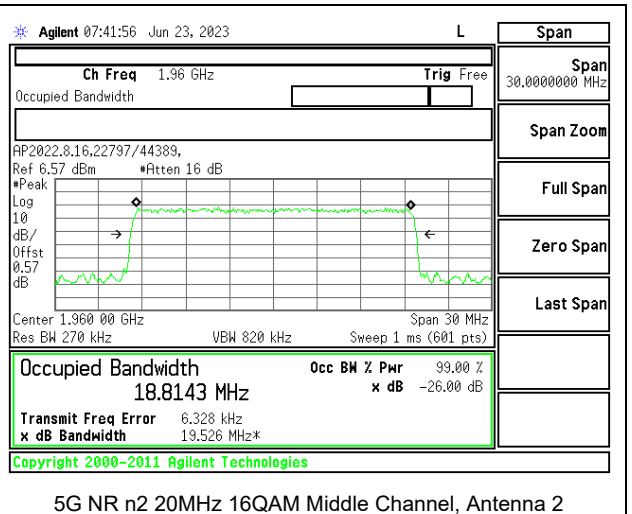 Agilent 07:41:56 Jun 23, 2023 L
Ch Freq 1.96 GHz Trig Free
Occupied Bandwidth
AP2022.8.16,22797/44389,
Ref 6.57 dBm #Atten 16 dB
#Peak
Log
10
dB/
Offst
0.57
dB
Center 1.960 00 GHz Span 30 MHz
Res BW 270 kHz VBW 820 kHz Sweep 1 ms (601 pts)
Occupied Bandwidth Occ BW % Pwr 99.00 %
18.8143 MHz x dB -26.00 dB
Transmit Freq Error 6.328 kHz
x dB Bandwidth 19.526 MHz*
Copyright 2000-2011 Agilent Technologies
Span
Span
30.0000000 MHz
Span Zoom
Full Span
Zero Span
Last Span
5G NR n2 20MHz 16QAM Middle Channel, Antenna 2